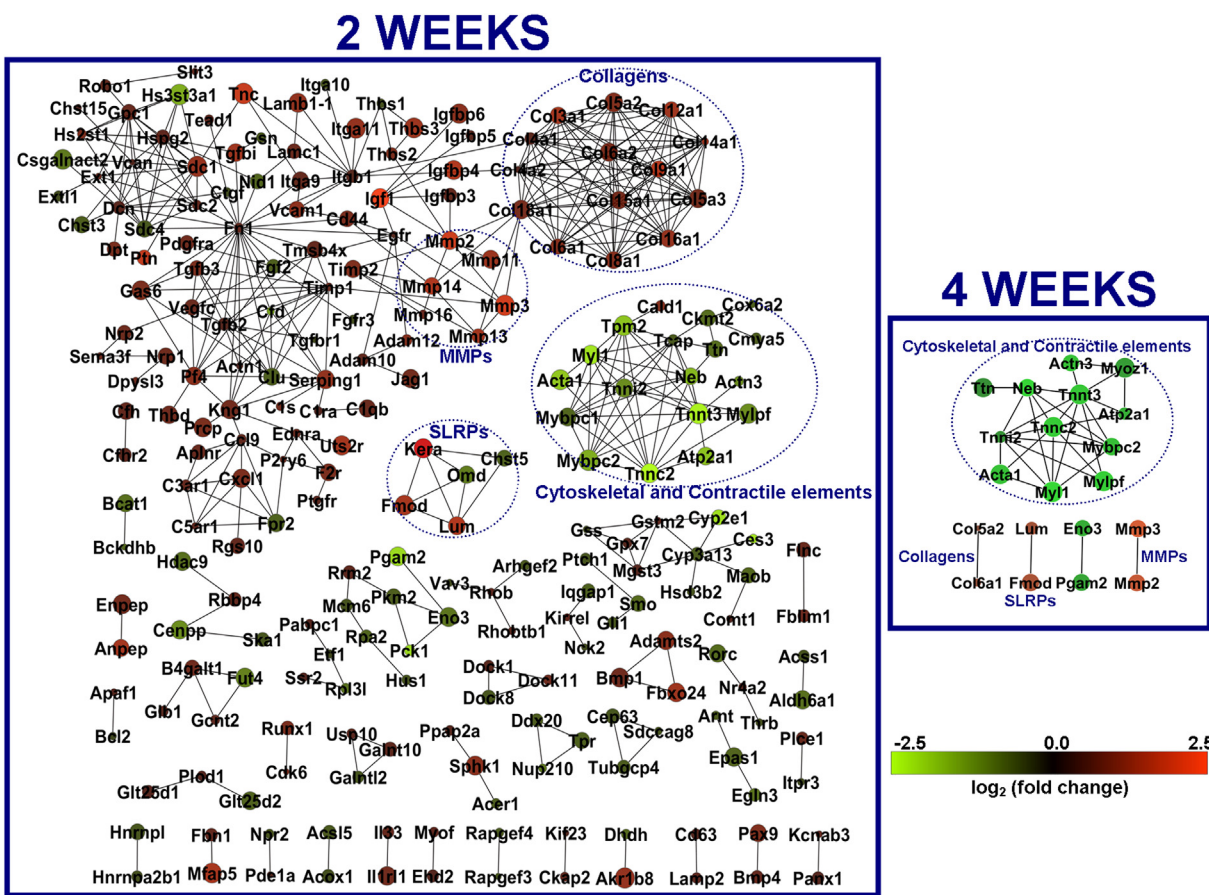 2 WEEKS
Slit3
Robo1
Hs3st3a1
Tnc
Itga10
Chst15
Gpc1
Lamb1-1
Thbs1
Igfbp6
Tead1
Hs2st1
Hspg2
Gsn
Itga11
Thbs3
Igfbp5
Csgalnact2
Vcan
Sdc1
Tgfbi
Lamc1
Thbs2
Ext1
Ctgf
Nid1
Itga9
Itgb1
Igfbp4
Extl1
Dcn
Sdc2
Vcam1
Igf1
Igfbp3
Chst3
Sdc4
Fn1
Cd44
Egfr
Dpt
Ptn
Pdgfra
Tmsb4x
Mmp2
Tgfb3
Fgf2
Timp2
Mmp11
Gas6
Timp1
Mmp14
Vegfc
Cfd
Mmp3
Tgfb2
Fgfr3
Mmp16
Nrp2
Tgfbr1
Adam12
Mmp13
MMPs
Sema3f
Nrp1
Actn1
Adam10
Dpysl3
Pf4
Clu
Serping1
Jag1
Cfh
Thbd
Kng1
C1s
C1ra
C1qb
Prcp
Cfhr2
Ccl9
Ednra
Uts2r
Aplnr
P2ry6
F2r
C3ar1
Cxcl1
Ptgfr
C5ar1
Fpr2
Rgs10
Bcat1
Bckdhb
Collagens
Col5a2
Col3a1
Col12a1
Col4a1
Col14a1
Col6a2
Col4a2
Col9a1
Col15a1
Col5a3
Col18a1
Col16a1
Col6a1
Col8a1
Cald1
Cox6a2
Tpm2
Ckmt2
Tcap
Cmya5
Myl1
Ttn
Acta1
Tnni2
Neb
Actn3
Mybpc1
Tnnt3
Mylpf
Mybpc2
Atp2a1
Tnnc2
Cytoskeletal and Contractile elements
SLRPs
Kera
Chst5
Omd
Fmod
Lum
Hdac9
Rbbp4
Enpep
Cenpp
Ska1
Anpep
Pgam2
Rrm2
Pkm2
Mcm6
Eno3
Pabpc1
Rpa2
Etf1
Pck1
Ssr2
Rpl3l
Hus1
Arhgef2
Vav3
Rhob
Rhobtb1
Gss
Gstm2
Cyp2e1
Gpx7
Ces3
Ptch1
Cyp3a13
Mgst3
Maob
Iqgap1
Smo
Hsd3b2
Kirrel
Gli1
Comt1
Nck2
Flnc
Fblim1
B4galt1
Fut4
Apaf1
Glb1
Gcnt2
Bcl2
Dock1
Dock11
Dock8
Adamts2
Bmp1
Fbxo24
Rorc
Acss1
Nr4a2
Aldh6a1
Thrb
Runx1
Usp10
Galnt10
Cdk6
Galntl2
Ppap2a
Sphk1
Acer1
Ddx20
Tpr
Nup210
Cep63
Sdccag8
Tubgcp4
Arnt
Epas1
Egln3
Plce1
Itpr3
Plod1
Glt25d1
Glt25d2
Hnrnpl
Fbn1
Npr2
Acsl5
Il33
Myof
Rapgef4
Kif23
Dhdh
Cd63
Pax9
Kcnab3
Hnrnpa2b1
Mfap5
Pde1a
Acox1
Il1rl1
Ehd2
Rapgef3
Ckap2
Akr1b8
Lamp2
Bmp4
Panx1
4 WEEKS
Cytoskeletal and Contractile elements
Actn3
Myoz1
Ttn
Neb
Tnnt3
Atp2a1
Tnnc2
Tnni2
Mybpc2
Acta1
Myl1
Mylpf
Col5a2
Lum
Eno3
Mmp3
Collagens
MMPs
Col6a1
Fmod
Pgam2
Mmp2
SLRPs
-2.5
0.0
2.5
log2 (fold change)